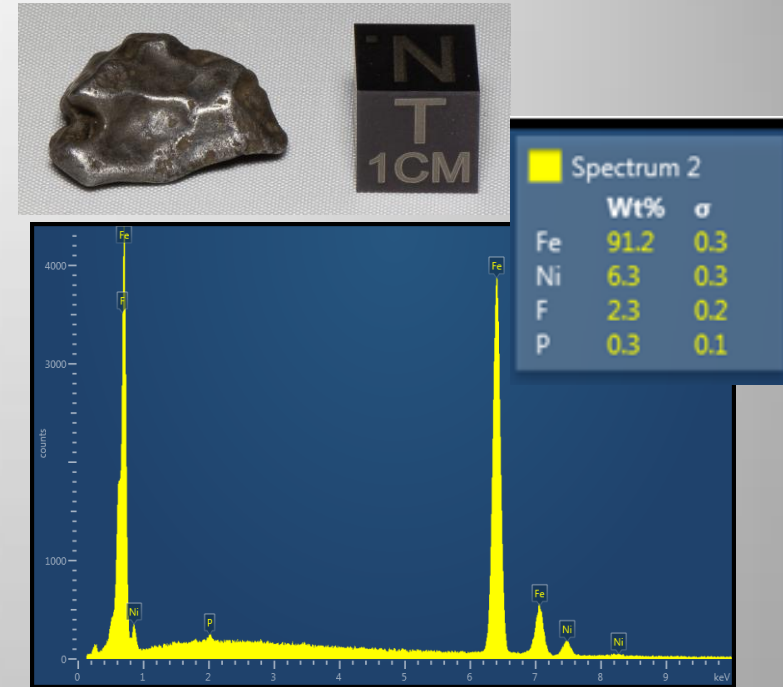 N
T
1CM
Spectrum 2
Wt% σ
Fe 91.2 0.3
Ni 6.3 0.3
F 2.3 0.2
P 0.3 0.1
Fe
F
Fe
Ni
P
Fe
Ni
Ni
4000
3000
1000
0
counts
0 1 2 3 4 5 6 7 8 9 keV